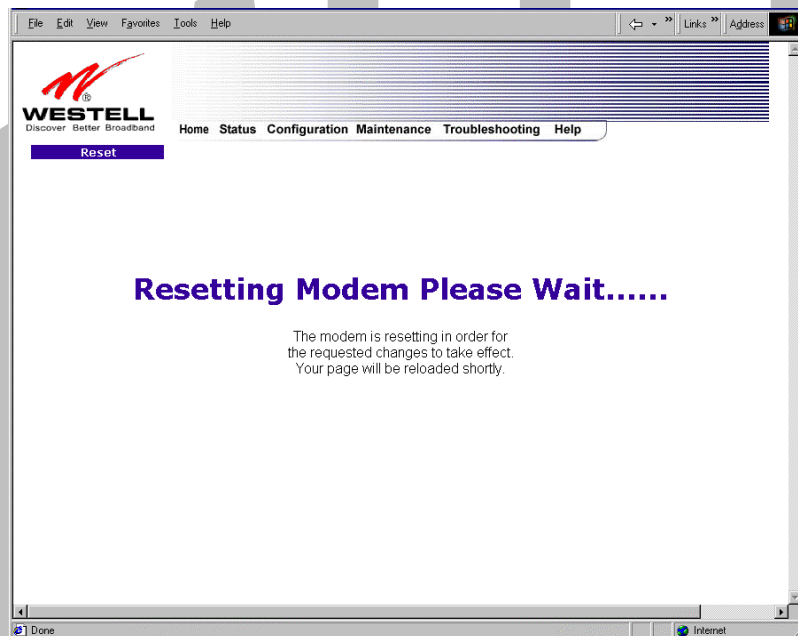 File Edit View Favorites Tools Help Links » Address
WESTELL
®
Discover Better Broadband
Home Status Configuration Maintenance Troubleshooting Help
Reset
Resetting Modem Please Wait......
The modem is resetting in order for
the requested changes to take effect.
Your page will be reloaded shortly.
Done Internet